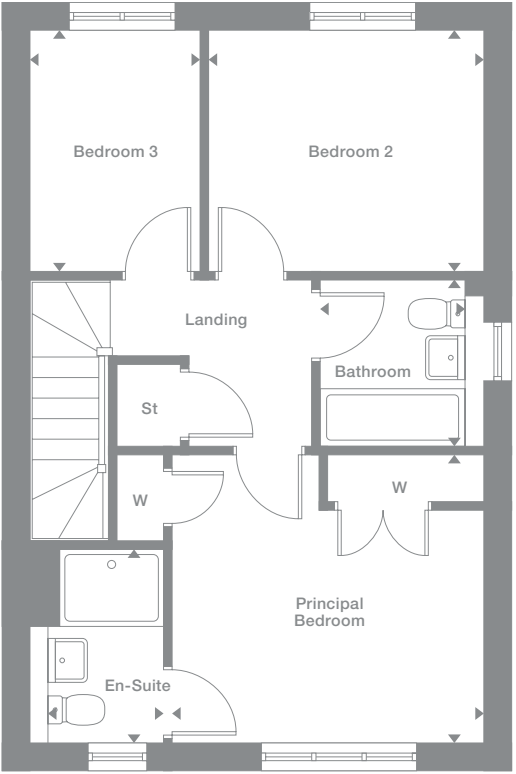 Bedroom 3
Bedroom 2
Landing
Bathroom
St
W
W
Principal
Bedroom
En-Suite